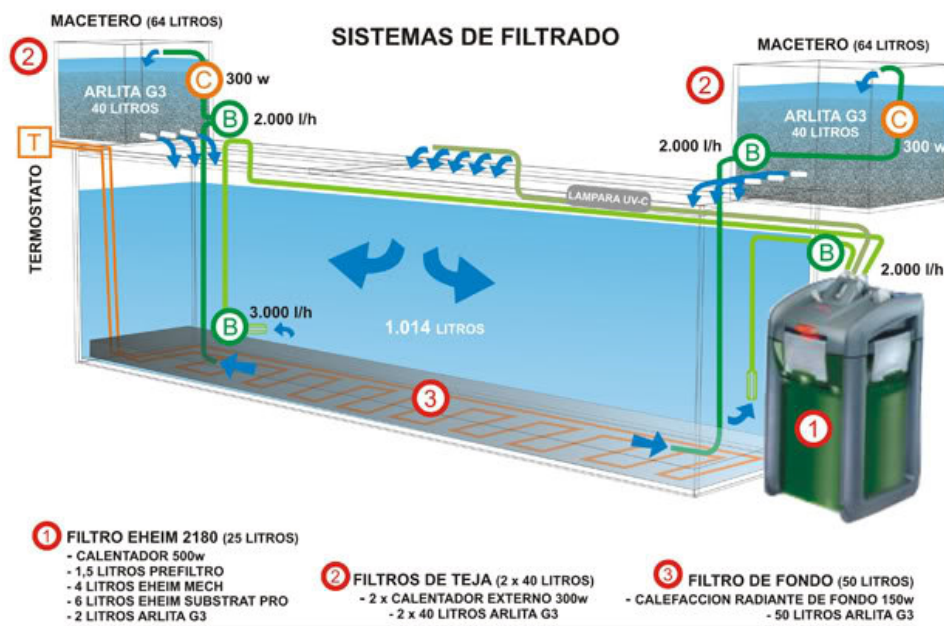 SISTEMAS DE FILTRADO
MACETERO (64 LITROS)
2
ARLITA G3
40 LITROS
C
300 w
B
2.000 l/h
T
TERMOSTATO
MACETERO (64 LITROS)
2
ARLITA G3
40 LITROS
C
300 w
2.000 l/h
B
LAMPARA UV-C
B
2.000 l/h
3.000 l/h
B
1.014 LITROS
3
1
1 FILTRO EHEIM 2180 (25 LITROS)
- CALENTADOR 500w
- 1,5 LITROS PREFILTRO
- 4 LITROS EHEIM MECH
- 6 LITROS EHEIM SUBSTRAT PRO
- 2 LITROS ARLITA G3
2 FILTROS DE TEJA (2 x 40 LITROS)
- 2 x CALENTADOR EXTERNO 300w
- 2 x 40 LITROS ARLITA G3
3 FILTRO DE FONDO (50 LITROS)
- CALEFACCION RADIANTE DE FONDO 150w
- 50 LITROS ARLITA G3